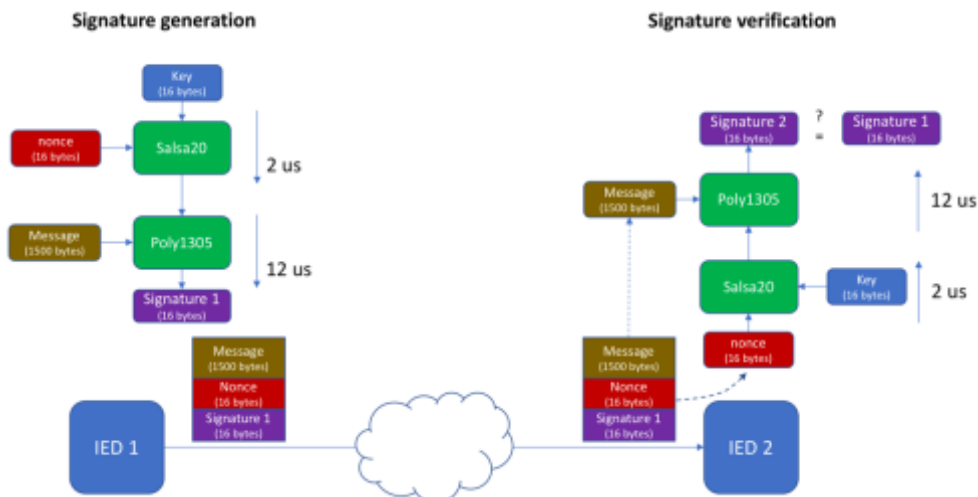 Signature generation
Key
(16 bytes)
nonce
(16 bytes)
Salsa20
2 us
Message
(1500 bytes)
Poly1305
12 us
Signature 1
(16 bytes)
Message
(1500 bytes)
Nonce
(16 bytes)
Signature 1
(16 bytes)
IED 1
Signature verification
Signature 2
(16 bytes)
?
=
Signature 1
(16 bytes)
Message
(1500 bytes)
Poly1305
12 us
Salsa20
Key
(16 bytes)
2 us
nonce
(16 bytes)
Message
(1500 bytes)
Nonce
(16 bytes)
Signature 1
(16 bytes)
IED 2